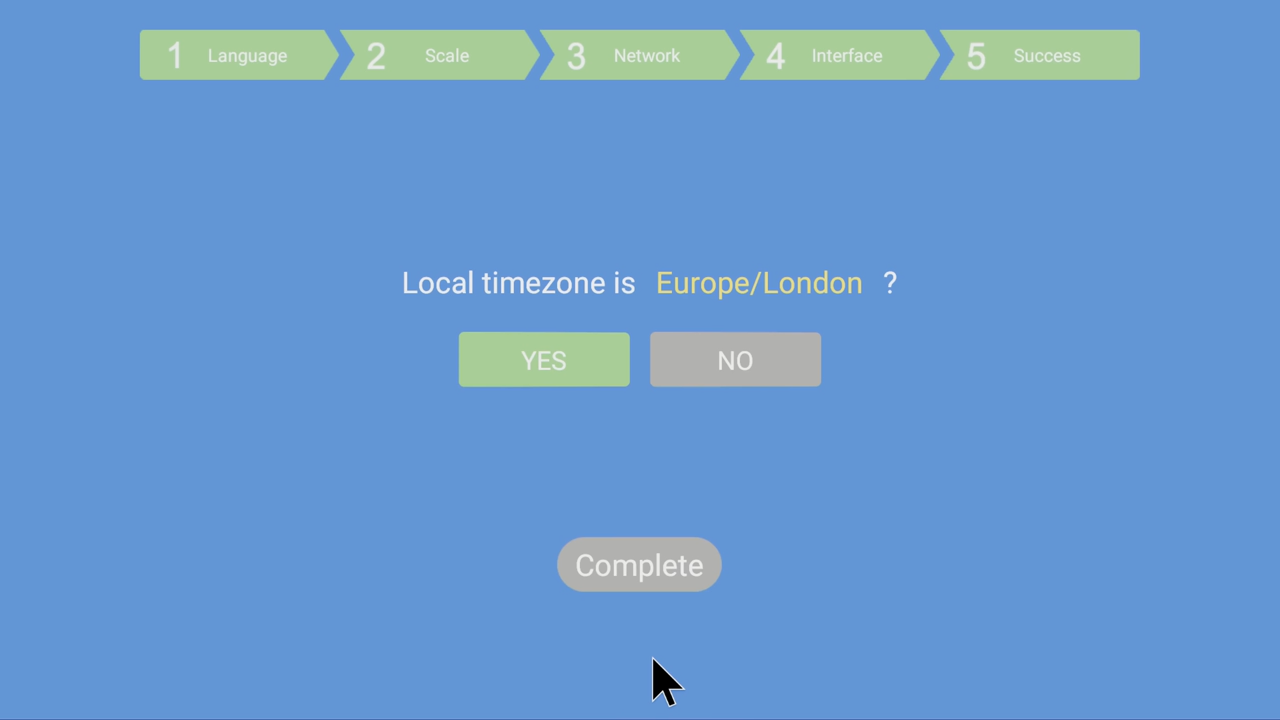 1 Language 2 Scale 3 Network 4 Interface 5 Success
Local timezone is Europe/London ?
YES NO
Complete